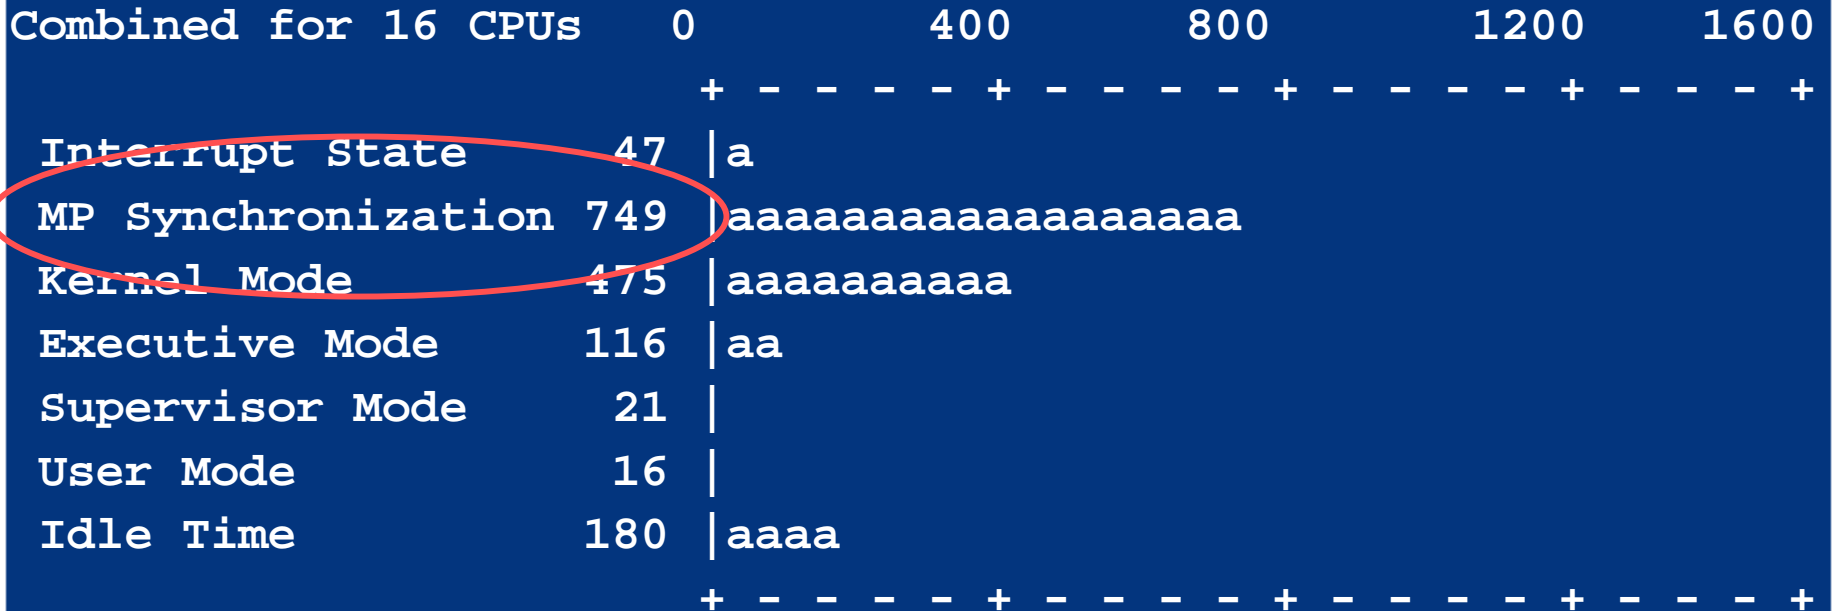 Combined for 16 CPUs 0 400 800 1200 1600
+ - - - - + - - - - + - - - - + - - - +
Interrupt State 47 |a
MP Synchronization 749 |aaaaaaaaaaaaaaaaaa
Kernel Mode 475 |aaaaaaaaaa
Executive Mode 116 |aa
Supervisor Mode 21 |
User Mode 16 |
Idle Time 180 |aaaa
+ - - - - + - - - - + - - - - + - - - +